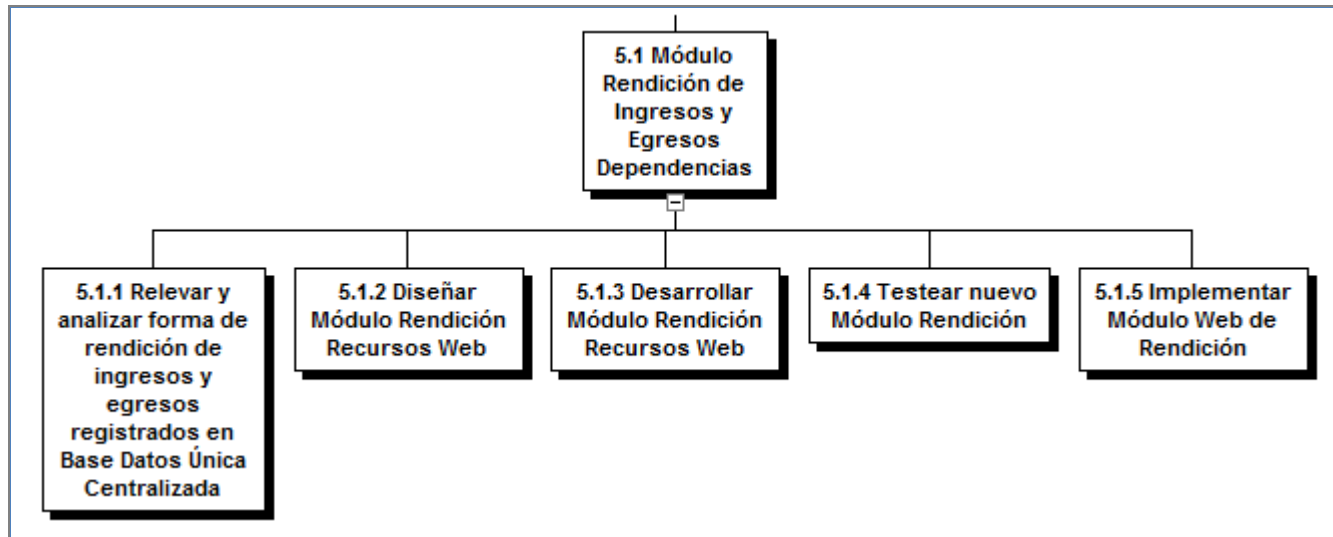 5.1 Módulo
Rendición de
Ingresos y
Egresos
Dependencias
5.1.1 Relevar y
analizar forma de
rendición de
ingresos y
egresos
registrados en
Base Datos Única
Centralizada
5.1.2 Diseñar
Módulo Rendición
Recursos Web
5.1.3 Desarrollar
Módulo Rendición
Recursos Web
5.1.4 Testear nuevo
Módulo Rendición
5.1.5 Implementar
Módulo Web de
Rendición